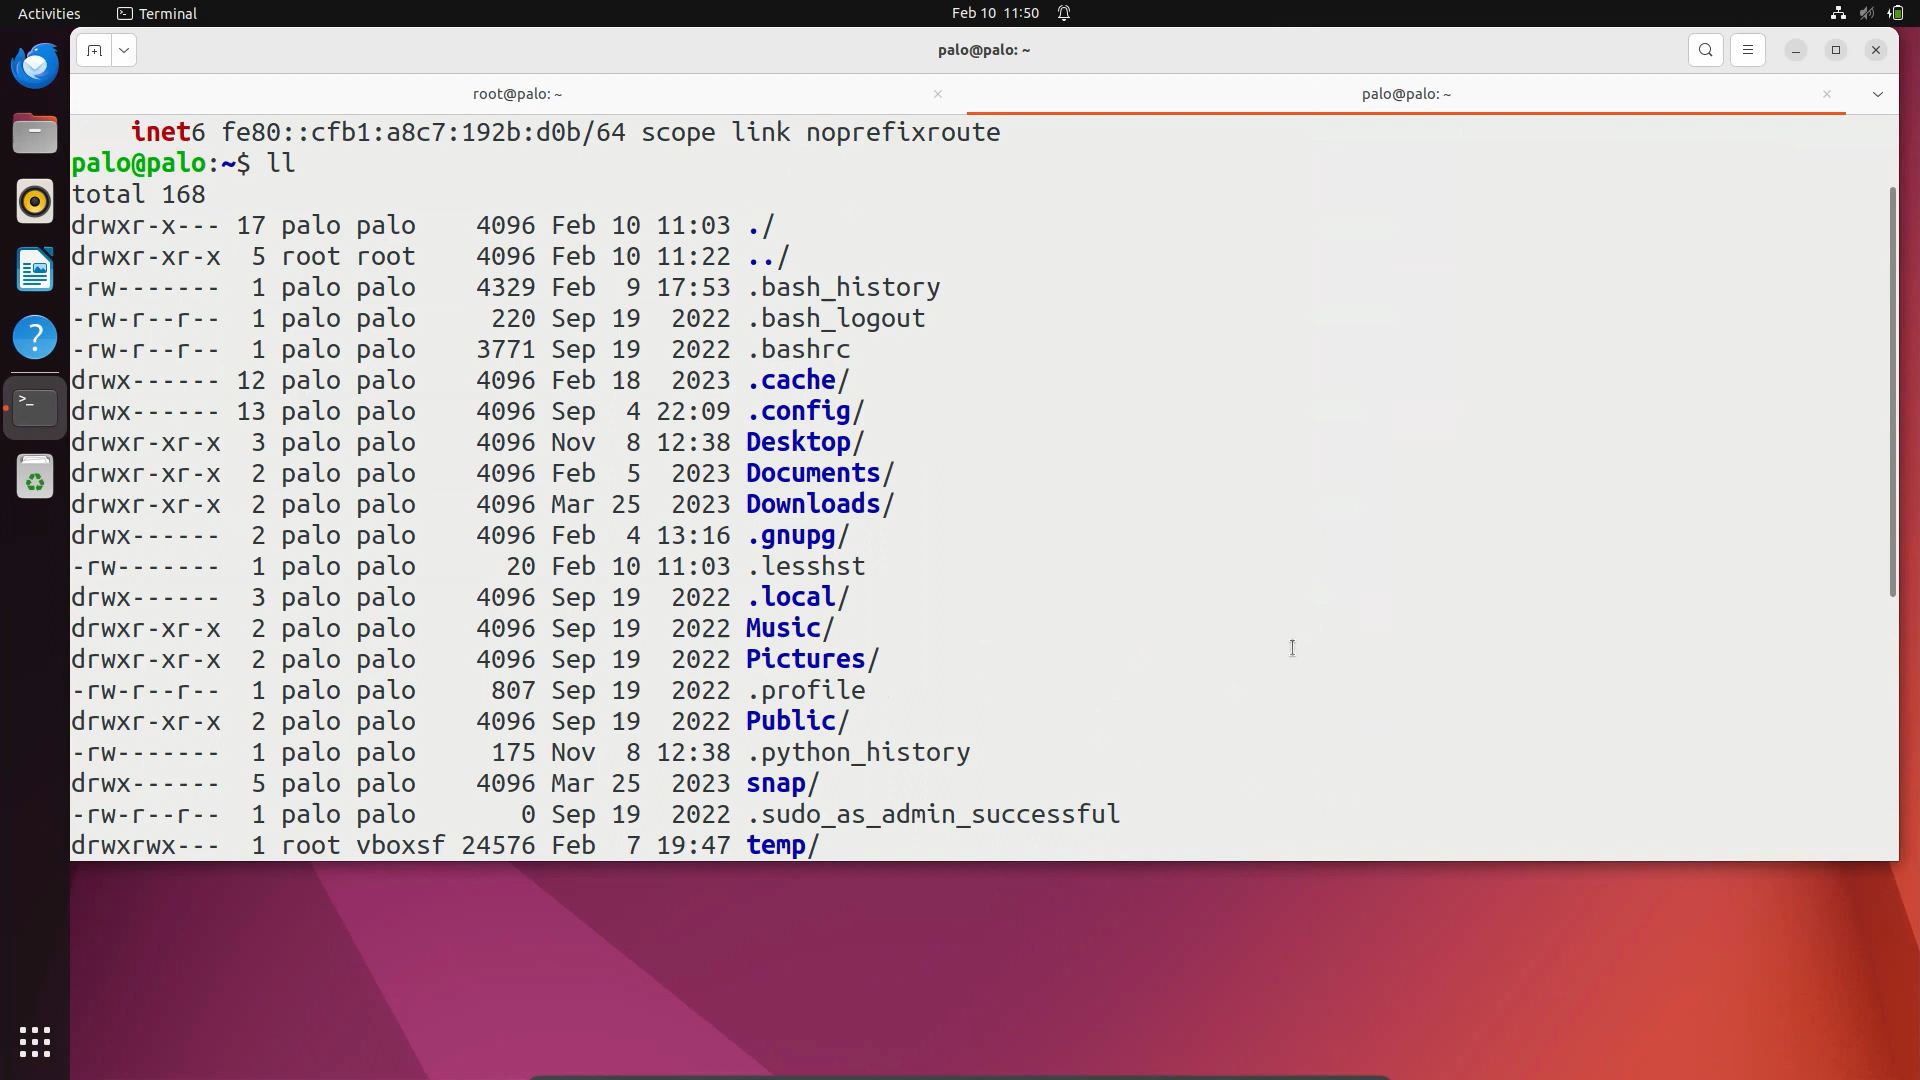 Activities Terminal Feb 10 11:50
palo@palo: ~
root@palo: ~ palo@palo: ~
inet6 fe80::cfb1:a8c7:192b:d0b/64 scope link noprefixroute
palo@palo:~$ ll
total 168
drwxr-x--- 17 palo palo 4096 Feb 10 11:03 ./
drwxr-xr-x 5 root root 4096 Feb 10 11:22 ../
-rw------- 1 palo palo 4329 Feb 9 17:53 .bash_history
-rw-r--r-- 1 palo palo 220 Sep 19 2022 .bash_logout
-rw-r--r-- 1 palo palo 3771 Sep 19 2022 .bashrc
drwx------ 12 palo palo 4096 Feb 18 2023 .cache/
drwx------ 13 palo palo 4096 Sep 4 22:09 .config/
drwxr-xr-x 3 palo palo 4096 Nov 8 12:38 Desktop/
drwxr-xr-x 2 palo palo 4096 Feb 5 2023 Documents/
drwxr-xr-x 2 palo palo 4096 Mar 25 2023 Downloads/
drwx------ 2 palo palo 4096 Feb 4 13:16 .gnupg/
-rw------- 1 palo palo 20 Feb 10 11:03 .lesshst
drwx------ 3 palo palo 4096 Sep 19 2022 .local/
drwxr-xr-x 2 palo palo 4096 Sep 19 2022 Music/
drwxr-xr-x 2 palo palo 4096 Sep 19 2022 Pictures/
-rw-r--r-- 1 palo palo 807 Sep 19 2022 .profile
drwxr-xr-x 2 palo palo 4096 Sep 19 2022 Public/
-rw------- 1 palo palo 175 Nov 8 12:38 .python_history
drwx------ 5 palo palo 4096 Mar 25 2023 snap/
-rw-r--r-- 1 palo palo 0 Sep 19 2022 .sudo_as_admin_successful
drwxrwx--- 1 root vboxsf 24576 Feb 7 19:47 temp/